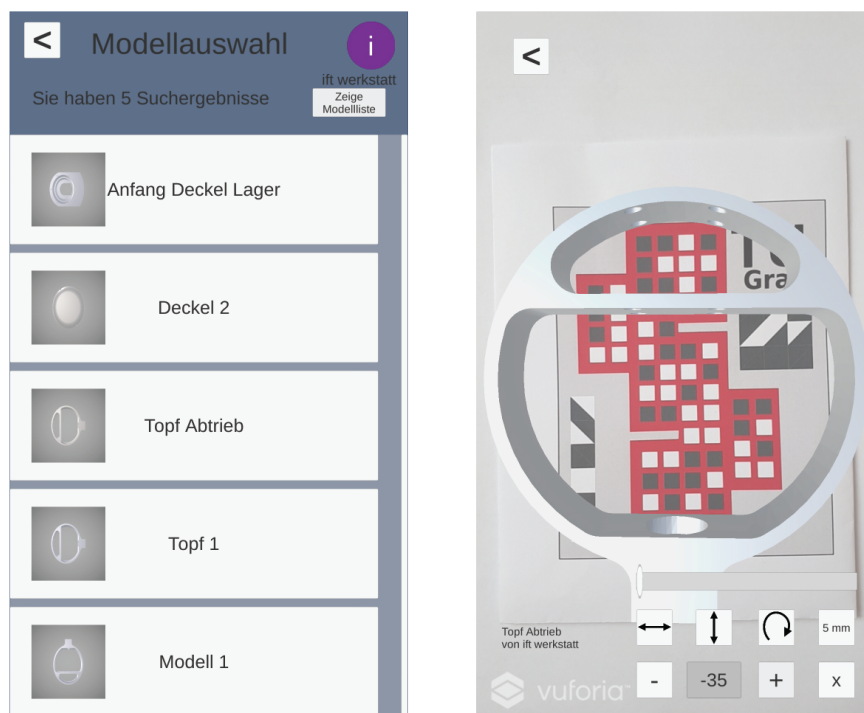 <
Modellauswahl
i
ift werkstatt
Sie haben 5 Suchergebnisse
Zeige
Modellliste
Anfang Deckel Lager
Deckel 2
Topf Abtrieb
Topf 1
Modell 1
<
Gra
Topf Abtrieb
von ift werkstatt
5 mm
-
-35
+
x
vuforia™